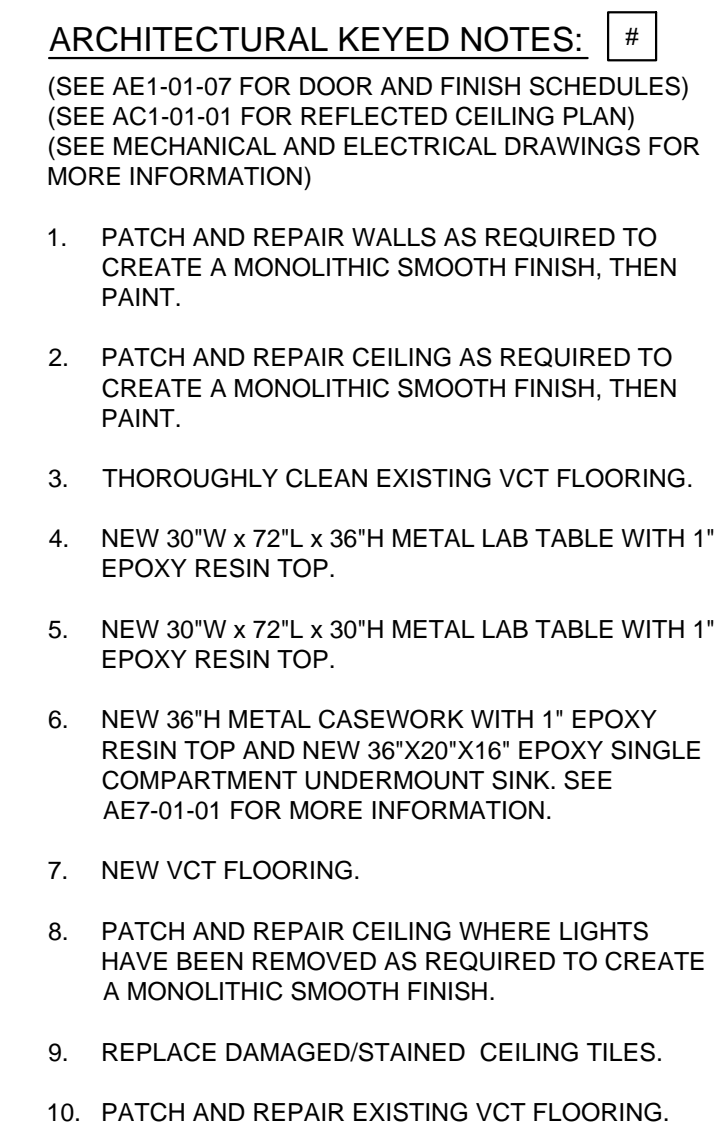 ARCHITECTURAL KEYED NOTES: #
(SEE AE1-01-07 FOR DOOR AND FINISH SCHEDULES)
(SEE AC1-01-01 FOR REFLECTED CEILING PLAN)
(SEE MECHANICAL AND ELECTRICAL DRAWINGS FOR
MORE INFORMATION)
1. PATCH AND REPAIR WALLS AS REQUIRED TO
CREATE A MONOLITHIC SMOOTH FINISH, THEN
PAINT.
2. PATCH AND REPAIR CEILING AS REQUIRED TO
CREATE A MONOLITHIC SMOOTH FINISH, THEN
PAINT.
3. THOROUGHLY CLEAN EXISTING VCT FLOORING.
4. NEW 30"W x 72"L x 36"H METAL LAB TABLE WITH 1"
EPOXY RESIN TOP.
5. NEW 30"W x 72"L x 30"H METAL LAB TABLE WITH 1"
EPOXY RESIN TOP.
6. NEW 36"H METAL CASEWORK WITH 1" EPOXY
RESIN TOP AND NEW 36"X20"X16" EPOXY SINGLE
COMPARTMENT UNDERMOUNT SINK. SEE
AE7-01-01 FOR MORE INFORMATION.
7. NEW VCT FLOORING.
8. PATCH AND REPAIR CEILING WHERE LIGHTS
HAVE BEEN REMOVED AS REQUIRED TO CREATE
A MONOLITHIC SMOOTH FINISH.
9. REPLACE DAMAGED/STAINED CEILING TILES.
10. PATCH AND REPAIR EXISTING VCT FLOORING.